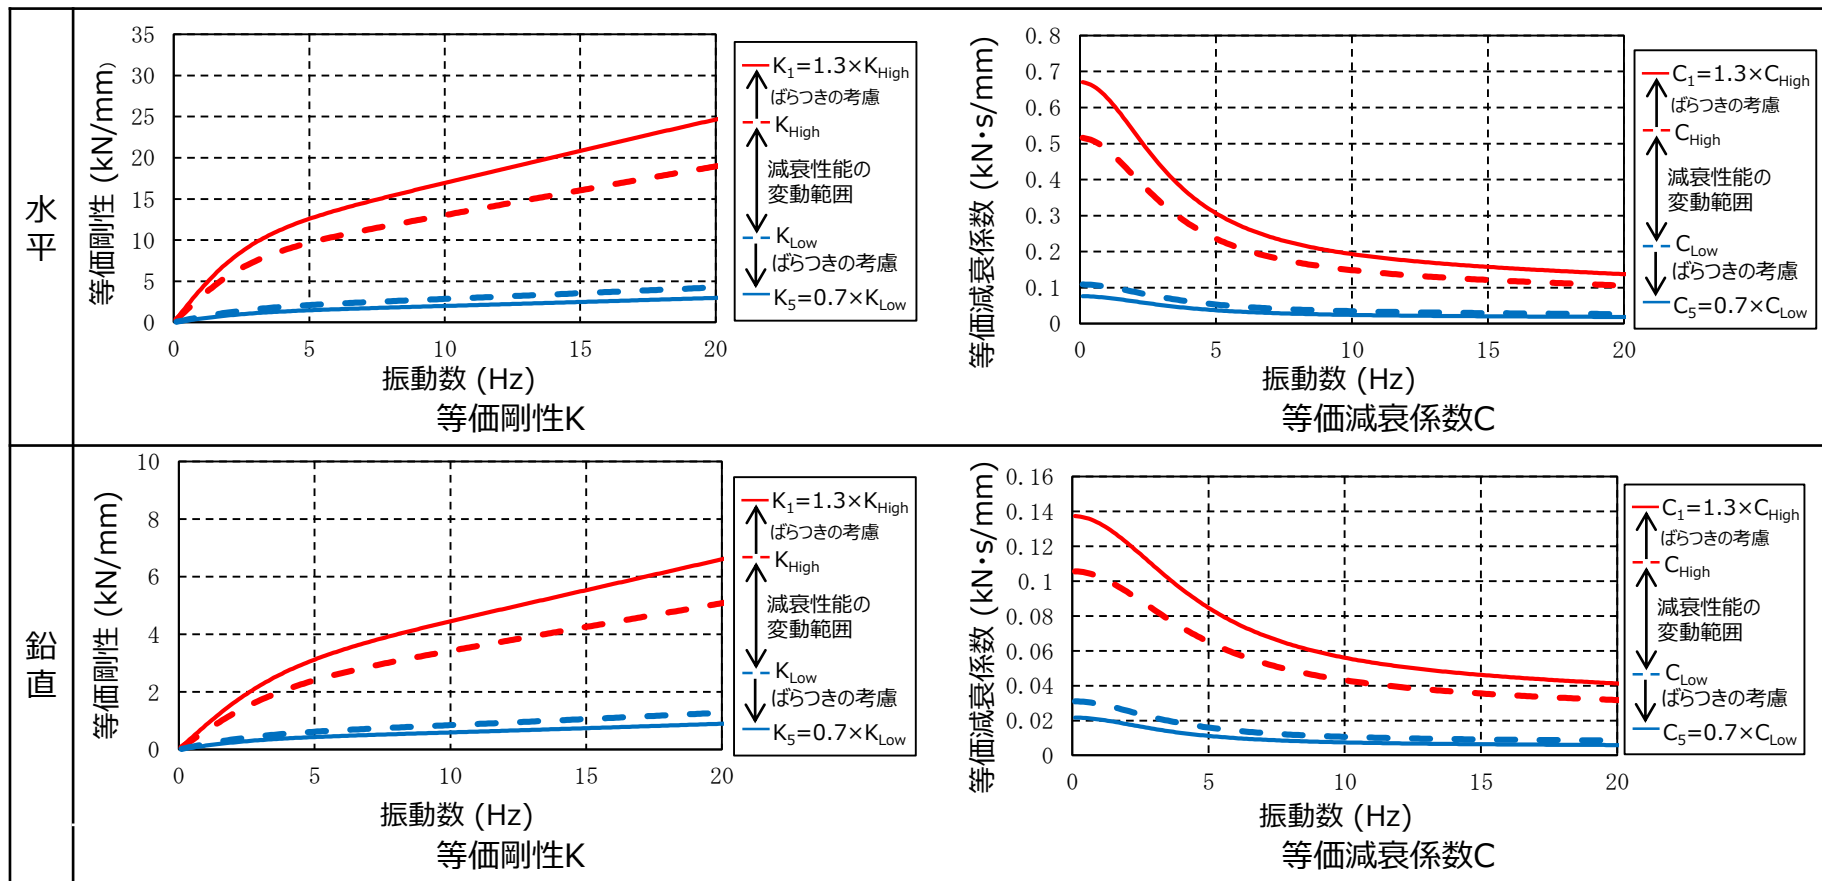 水平
35
30
25
20
15
10
5
0
0 5 10 15 20
等価剛性 (kN/mm)
振動数 (Hz)
等価剛性K
K1=1.3×KHigh
ばらつきの考慮
KHigh
減衰性能の
変動範囲
KLow
ばらつきの考慮
K5=0.7×KLow
0.8
0.7
0.6
0.5
0.4
0.3
0.2
0.1
0
0 5 10 15 20
等価減衰係数 (kN・s/mm)
振動数 (Hz)
等価減衰係数C
C1=1.3×CHigh
ばらつきの考慮
CHigh
減衰性能の
変動範囲
CLow
ばらつきの考慮
C5=0.7×CLow
鉛直
10
8
6
4
2
0
0 5 10 15 20
等価剛性 (kN/mm)
振動数 (Hz)
等価剛性K
K1=1.3×KHigh
ばらつきの考慮
KHigh
減衰性能の
変動範囲
KLow
ばらつきの考慮
K5=0.7×KLow
0.16
0.14
0.12
0.1
0.08
0.06
0.04
0.02
0
0 5 10 15 20
等価減衰係数 (kN・s/mm)
振動数 (Hz)
等価減衰係数C
C1=1.3×CHigh
ばらつきの考慮
CHigh
減衰性能の
変動範囲
CLow
ばらつきの考慮
C5=0.7×CLow